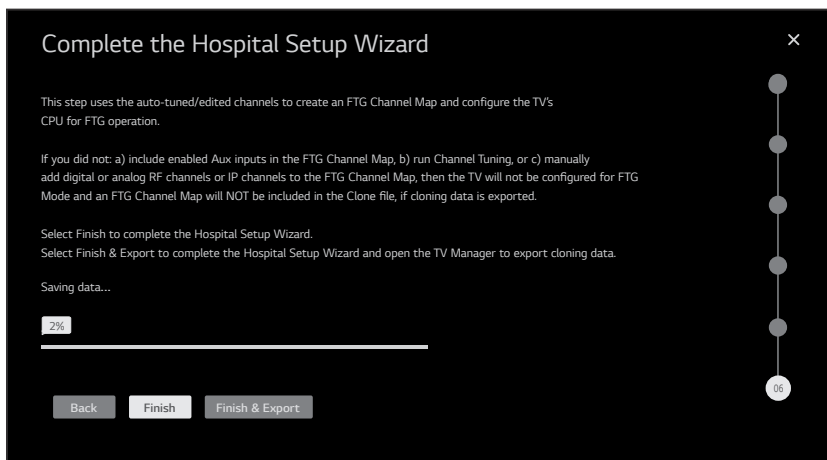 Complete the Hospital Setup Wizard
×
This step uses the auto-tuned/edited channels to create an FTG Channel Map and configure the TV's
CPU for FTG operation.
If you did not: a) include enabled Aux inputs in the FTG Channel Map, b) run Channel Tuning, or c) manually
add digital or analog RF channels or IP channels to the FTG Channel Map, then the TV will not be configured for FTG
Mode and an FTG Channel Map will NOT be included in the Clone file, if cloning data is exported.
Select Finish to complete the Hospital Setup Wizard.
Select Finish & Export to complete the Hospital Setup Wizard and open the TV Manager to export cloning data.
Saving data...
2%
06
Back Finish Finish & Export